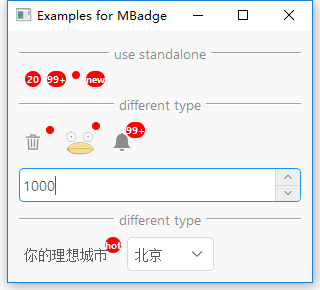 Examples for MBadge
use standalone
20 99+ new
different type
99+
1000
different type
你的理想城市 hot 北京